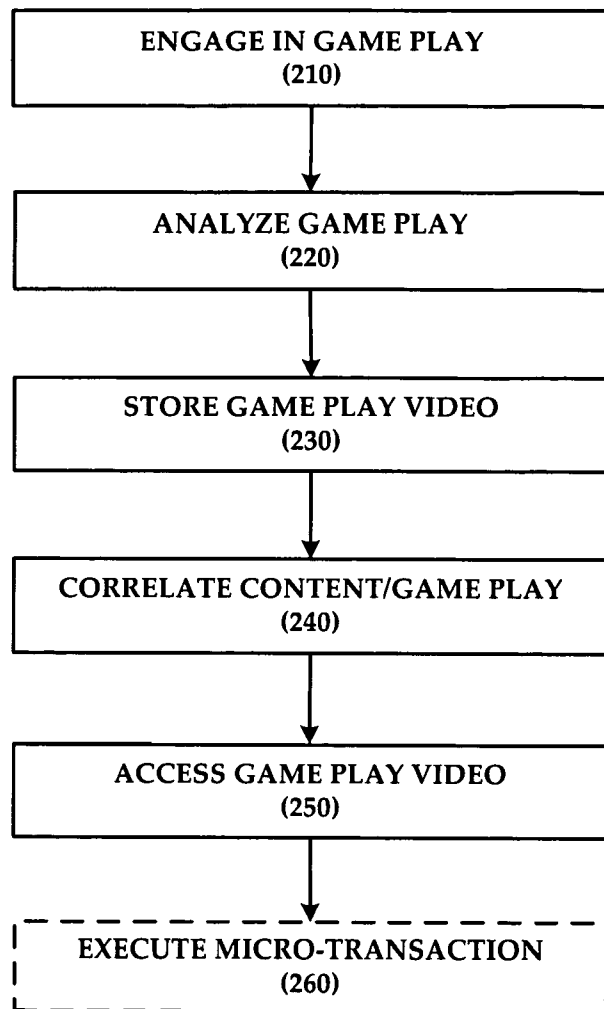 ENGAGE IN GAME PLAY
(210)
ANALYZE GAME PLAY
(220)
STORE GAME PLAY VIDEO
(230)
CORRELATE CONTENT/GAME PLAY
(240)
ACCESS GAME PLAY VIDEO
(250)
EXECUTE MICRO-TRANSACTION
(260)